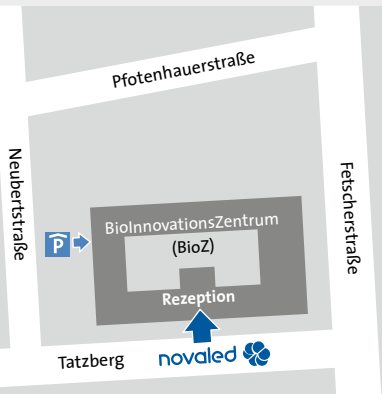 Pfotenhauerstraße
Neubertstraße
Fetscherstraße
BioInnovationsZentrum
(BioZ)
P
Rezeption
Tatzberg
novaled